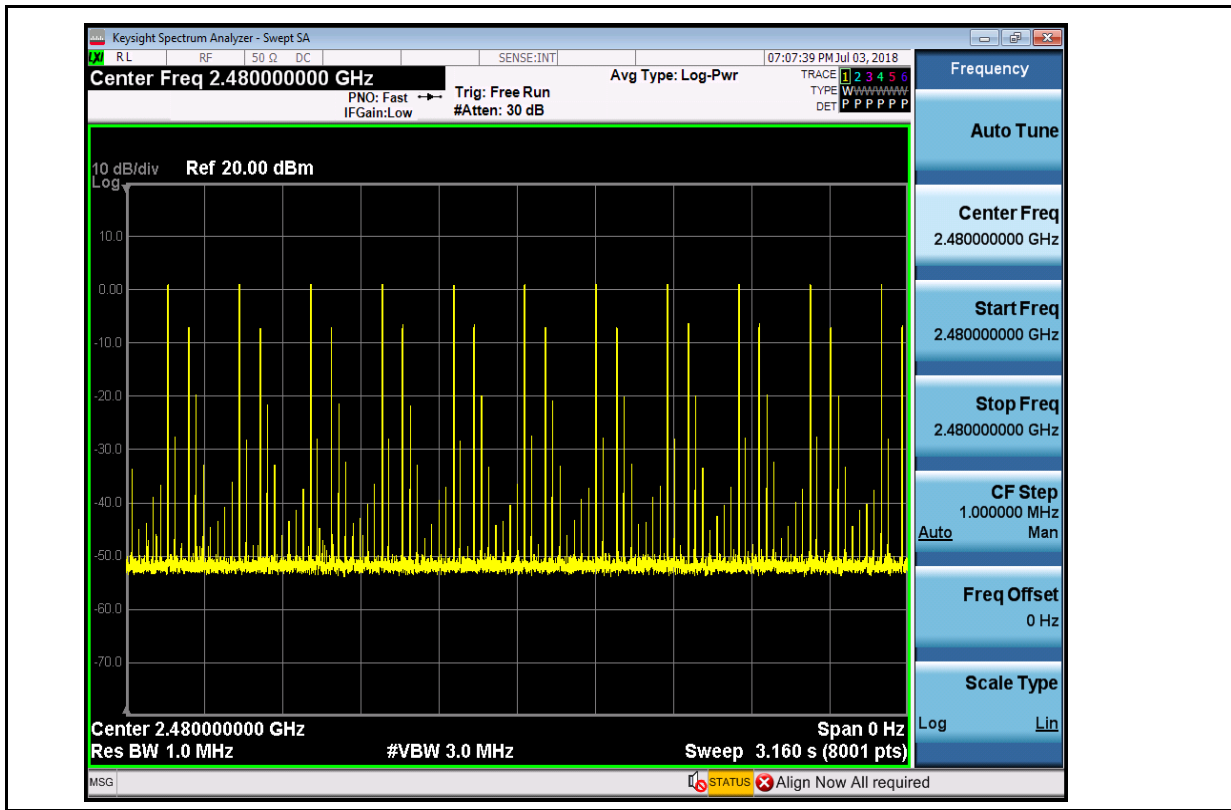 Keysight Spectrum Analyzer - Swept SA
LXI RL RF 50 Ω DC SENSE:INT 07:07:39 PM Jul 03, 2018
Center Freq 2.480000000 GHz
PNO: Fast
IFGain:Low
Trig: Free Run
#Atten: 30 dB
Avg Type: Log-Pwr
TRACE 1 2 3 4 5 6
TYPE WWWWWW
DET P P P P P P
10 dB/div Ref 20.00 dBm
Log
10.0
0.00
-10.0
-20.0
-30.0
-40.0
-50.0
-60.0
-70.0
Center 2.480000000 GHz Span 0 Hz
Res BW 1.0 MHz #VBW 3.0 MHz Sweep 3.160 s (8001 pts)
MSG STATUS Align Now All required
Frequency
Auto Tune
Center Freq
2.480000000 GHz
Start Freq
2.480000000 GHz
Stop Freq
2.480000000 GHz
CF Step
1.000000 MHz
Auto Man
Freq Offset
0 Hz
Scale Type
Log Lin